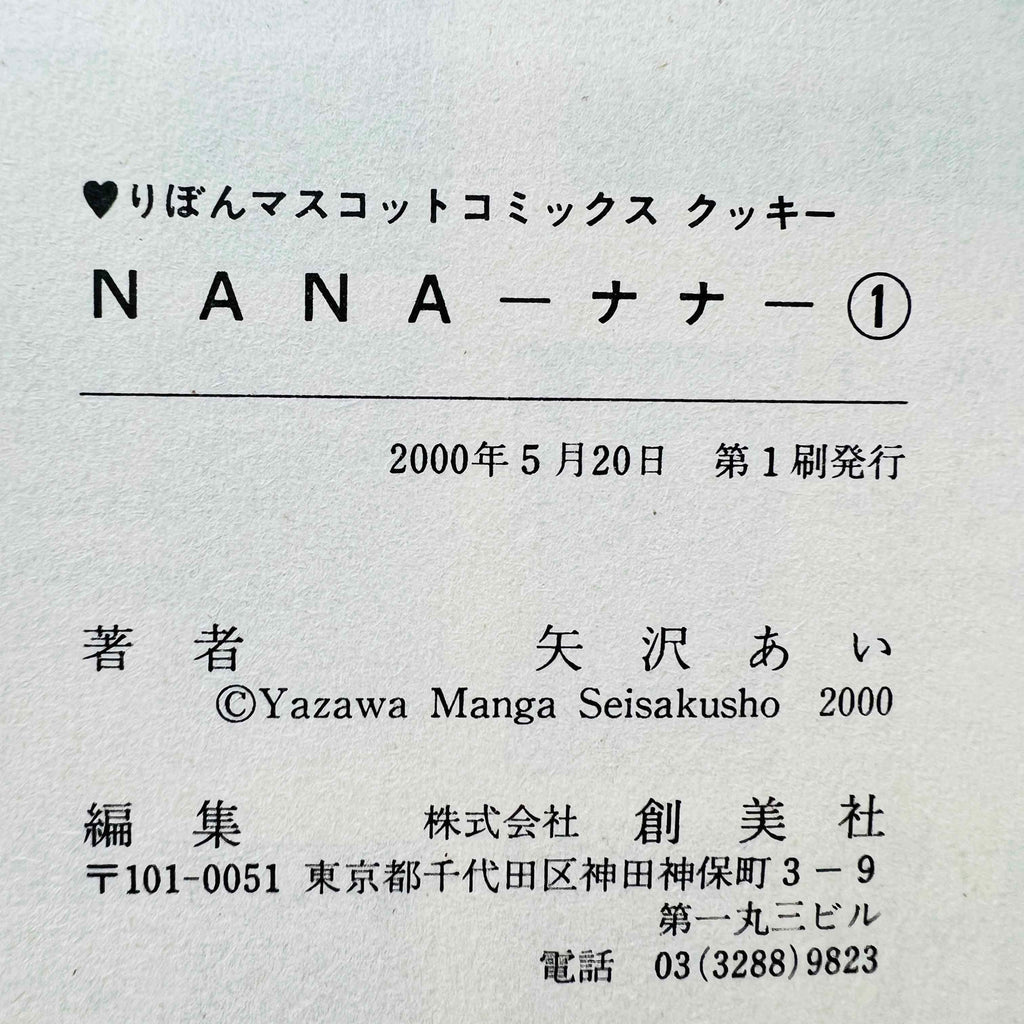 ♥りぼんマスコットコミックス クッキー
NANA－ナナ－①
2000年5月20日　第1刷発行
著者　矢沢あい
©Yazawa Manga Seisakusho 2000
編集　株式会社 創美社
〒101-0051 東京都千代田区神田神保町3－9
第一丸三ビル
電話　03(3288)9823